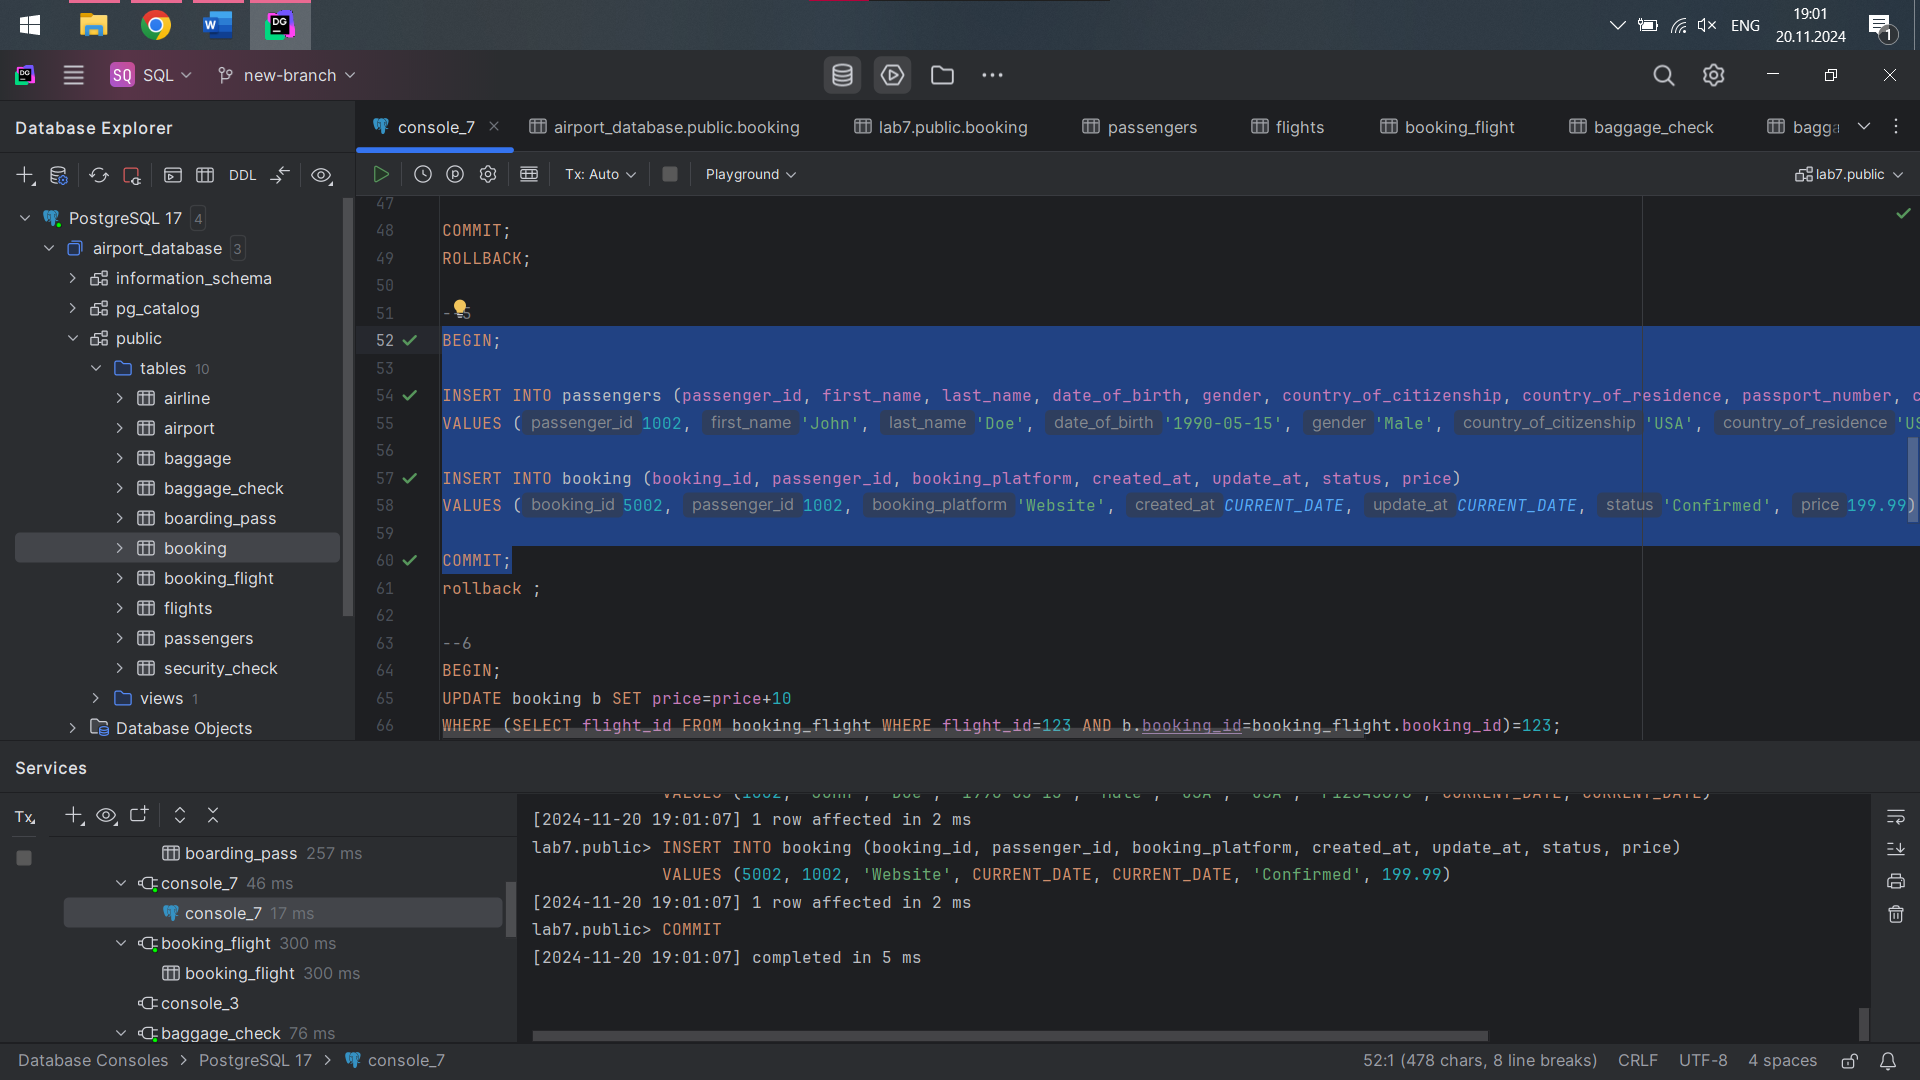 W
DG
ENG
19:01
20.11.2024
1
DG
SQ SQL
new-branch
Database Explorer
console_7
airport_database.public.booking
lab7.public.booking
passengers
flights
booking_flight
baggage_check
bagga
DDL
Tx: Auto
Playground
lab7.public
PostgreSQL 17 4
airport_database 3
information_schema
pg_catalog
public
tables 10
airline
airport
baggage
baggage_check
boarding_pass
booking
booking_flight
flights
passengers
security_check
views 1
Database Objects
47
48 COMMIT;
49 ROLLBACK;
50
51 --5
52 BEGIN;
53
54 INSERT INTO passengers (passenger_id, first_name, last_name, date_of_birth, gender, country_of_citizenship, country_of_residence, passport_number, c
55 VALUES ( passenger_id 1002, first_name 'John', last_name 'Doe', date_of_birth '1990-05-15', gender 'Male', country_of_citizenship 'USA', country_of_residence 'US
56
57 INSERT INTO booking (booking_id, passenger_id, booking_platform, created_at, update_at, status, price)
58 VALUES ( booking_id 5002, passenger_id 1002, booking_platform 'Website', created_at CURRENT_DATE, update_at CURRENT_DATE, status 'Confirmed', price 199.99)
59
60 COMMIT;
61 rollback ;
62
63 --6
64 BEGIN;
65 UPDATE booking b SET price=price+10
66 WHERE (SELECT flight_id FROM booking_flight WHERE flight_id=123 AND b.booking_id=booking_flight.booking_id)=123;
Services
Tx
boarding_pass 257 ms
console_7 46 ms
console_7 17 ms
booking_flight 300 ms
booking_flight 300 ms
console_3
baggage_check 76 ms
[2024-11-20 19:01:07] 1 row affected in 2 ms
lab7.public> INSERT INTO booking (booking_id, passenger_id, booking_platform, created_at, update_at, status, price)
VALUES (5002, 1002, 'Website', CURRENT_DATE, CURRENT_DATE, 'Confirmed', 199.99)
[2024-11-20 19:01:07] 1 row affected in 2 ms
lab7.public> COMMIT
[2024-11-20 19:01:07] completed in 5 ms
Database Consoles > PostgreSQL 17 > console_7
52:1 (478 chars, 8 line breaks)
CRLF
UTF-8
4 spaces